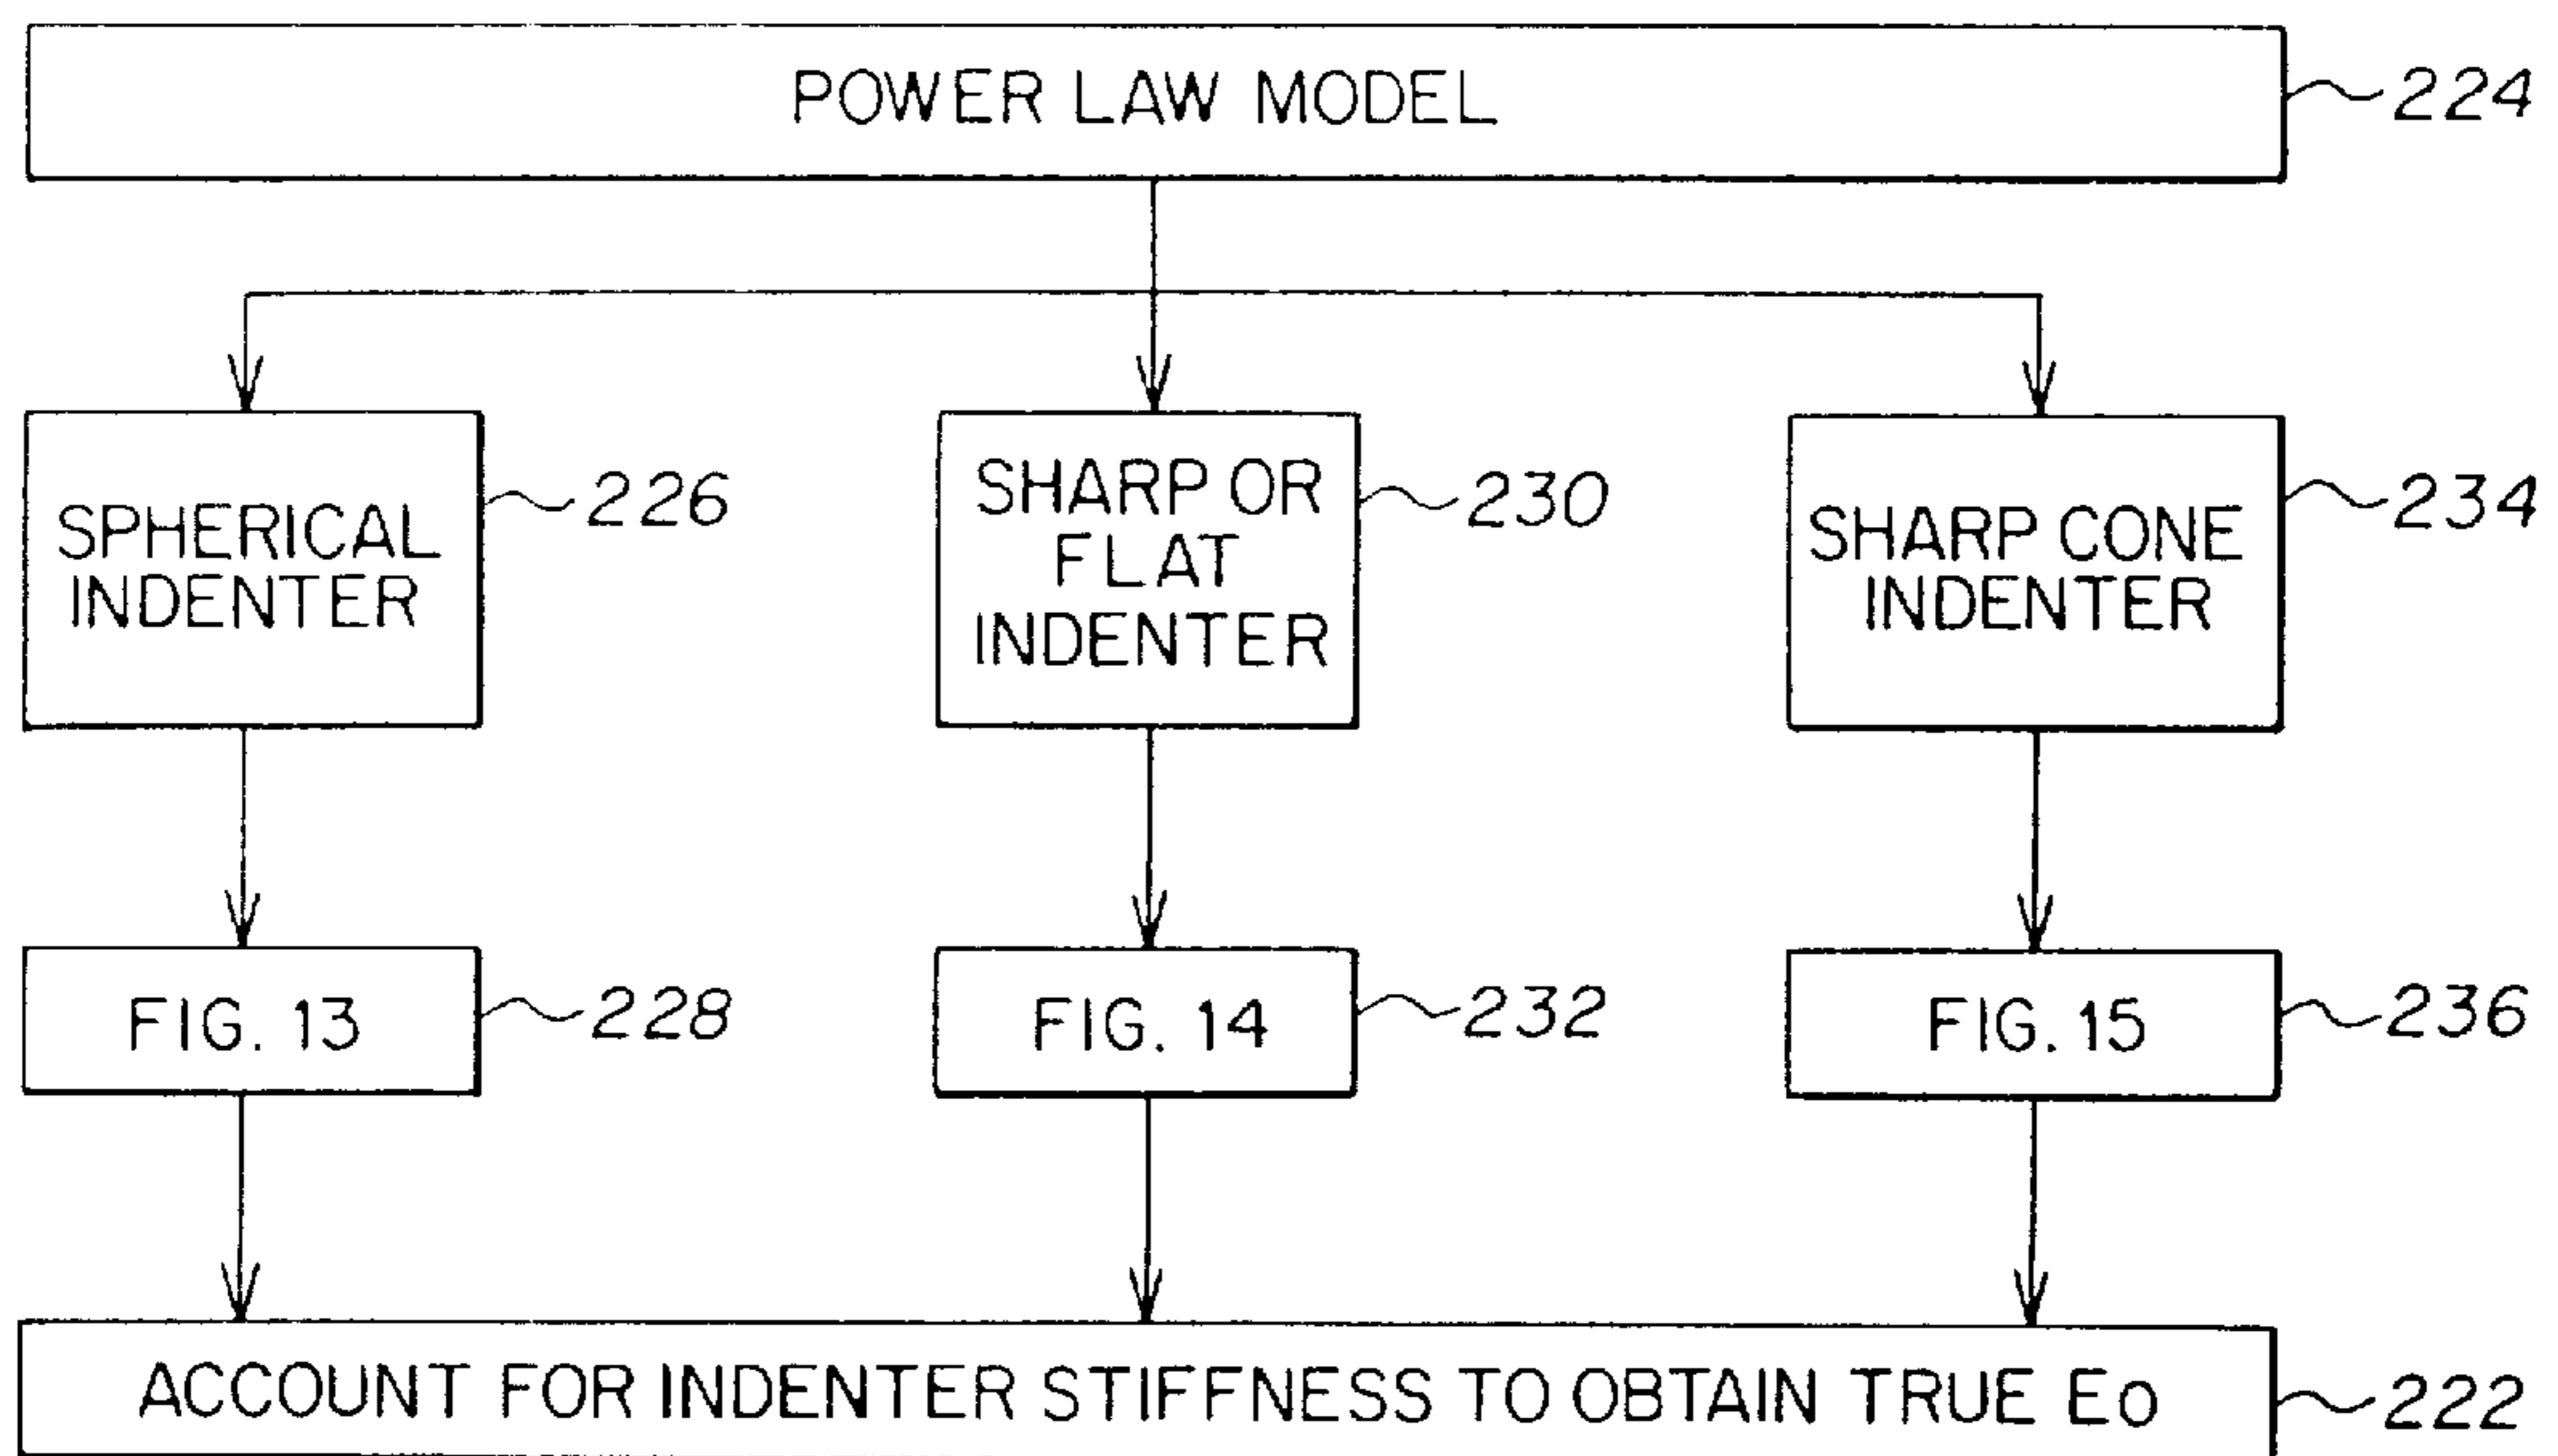 POWER LAW MODEL
224
SPHERICAL
INDENTER
226
SHARP OR
FLAT
INDENTER
230
SHARP CONE
INDENTER
234
FIG. 13
228
FIG. 14
232
FIG. 15
236
ACCOUNT FOR INDENTER STIFFNESS TO OBTAIN TRUE Eo
222